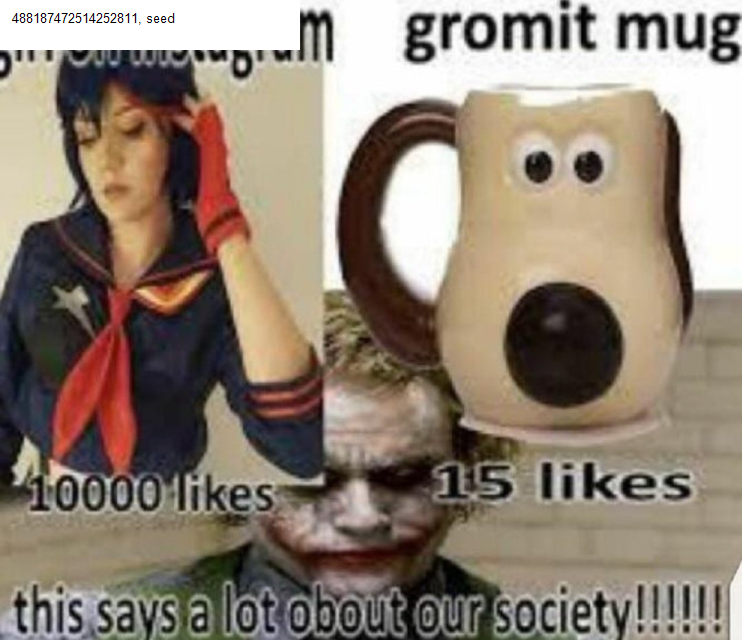 488187472514252811, seed
gromit mug
10000 likes
15 likes
this says a lot obout our society!!!!!!